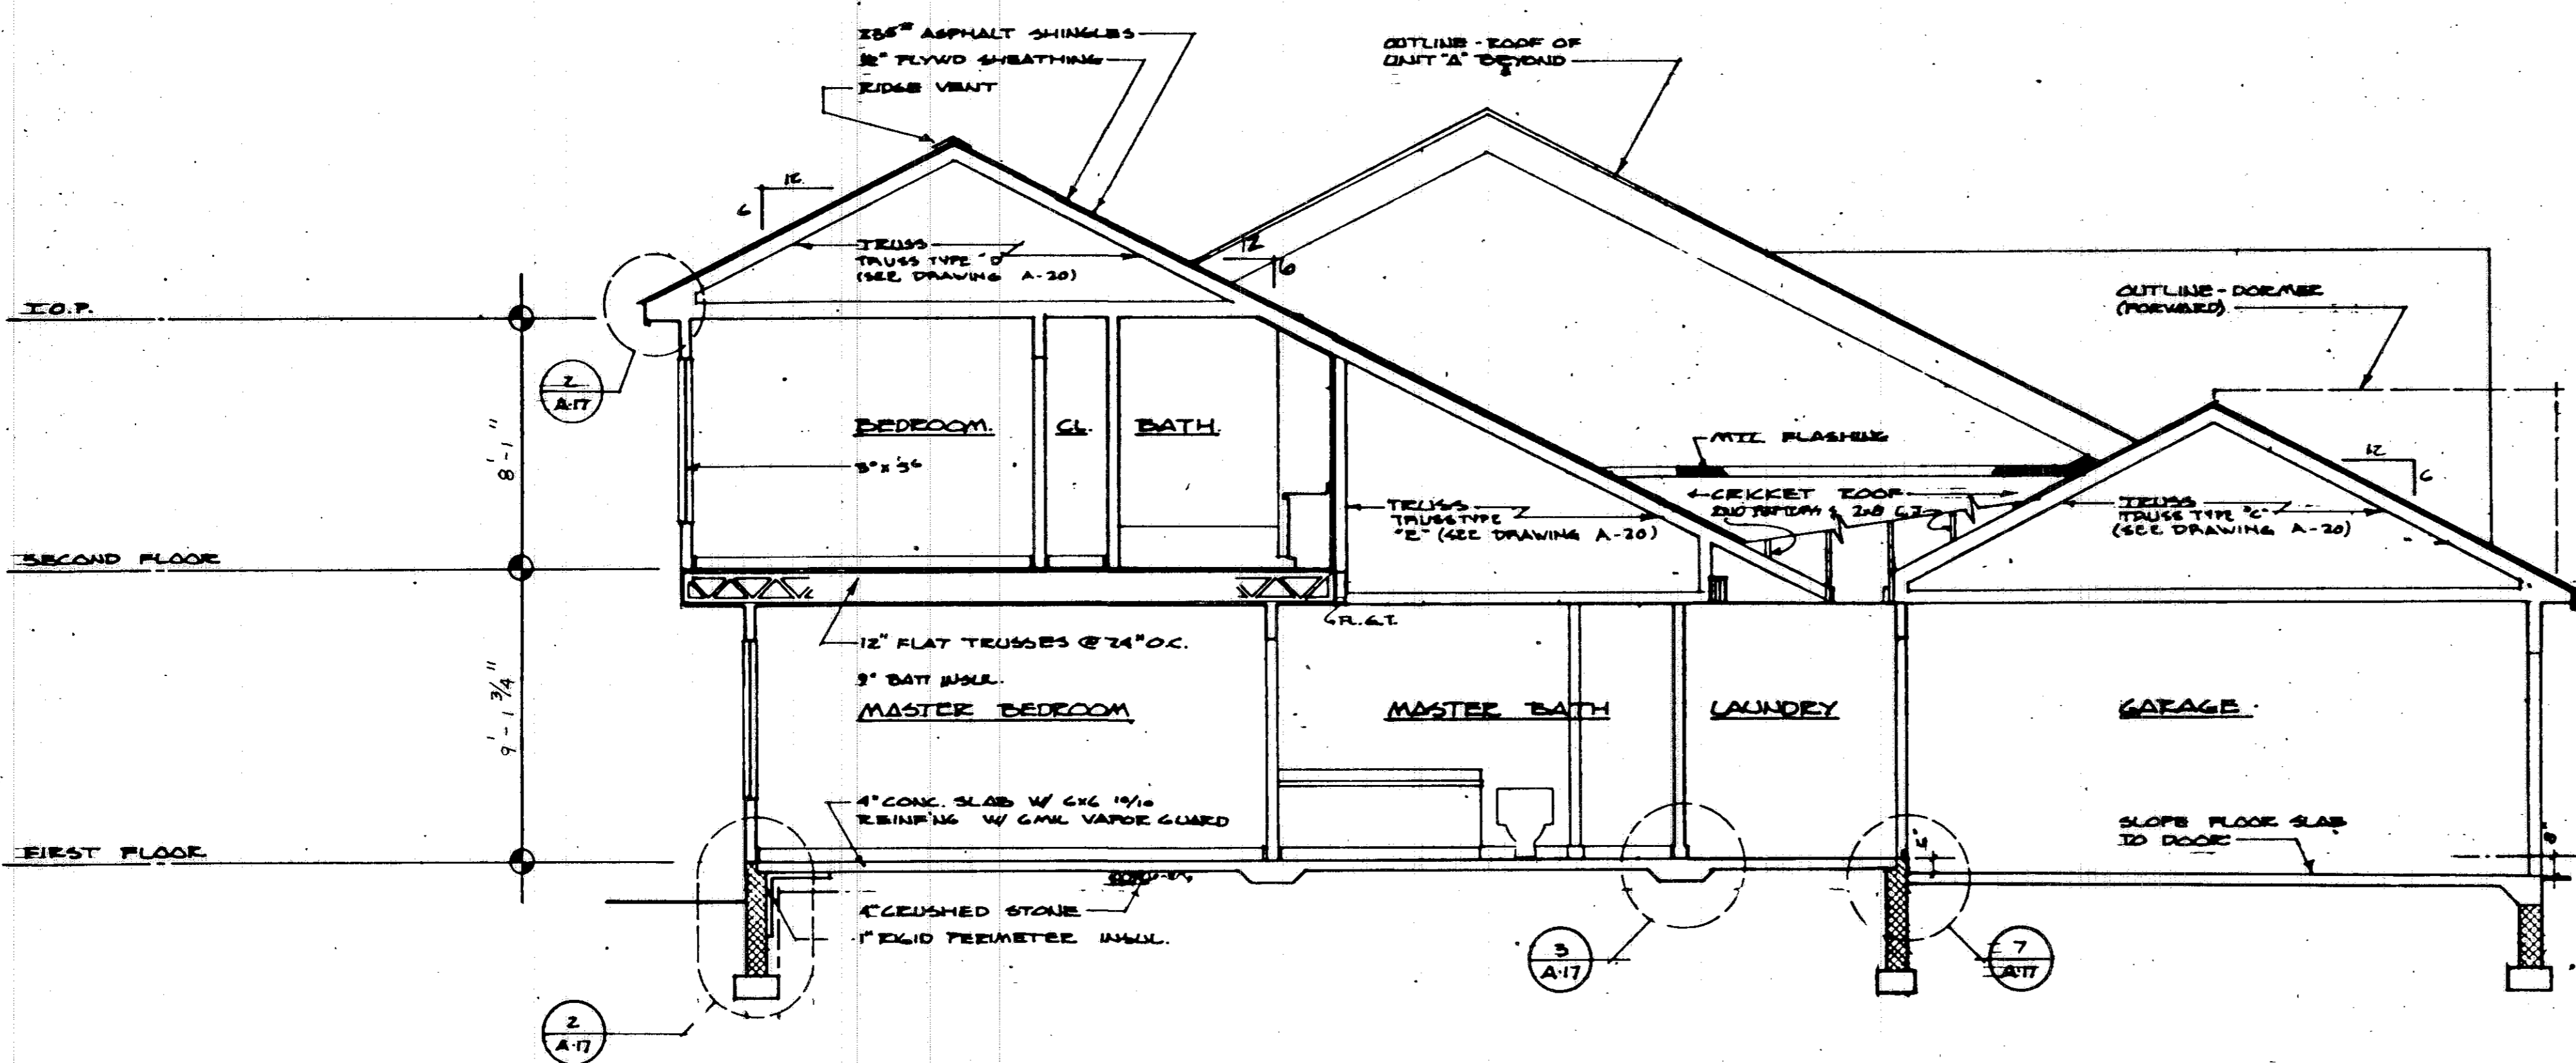 235# ASPHALT SHINGLES
1/2" PLYWD SHEATHING
RIDGE VENT
OUTLINE - ROOF OF
UNIT "A" BEYOND
12
6
TRUSS
TRUSS TYPE "D"
(SEE DRAWING A-20)
12
6
OUTLINE - DORMER
(FORWARD)
T.O.P.
2
A-17
8'-1"
BEDROOM
CL.
BATH
MTL FLASHING
12
6
CRICKET ROOF
TRUSS
TRUSS TYPE
"E" (SEE DRAWING A-20)
TRUSS
TRUSS TYPE "C"
(SEE DRAWING A-20)
SECOND FLOOR
12" FLAT TRUSSES @ 24" O.C.
9" BATT INSUL.
9'-1 3/4"
MASTER BEDROOM
MASTER BATH
LAUNDRY
GARAGE
4" CONC. SLAB W/ 6X6 10/10
REINF'NG W/ 6 MIL VAPOR GUARD
SLOPE FLOOR SLAB
TO DOOR
8"
FIRST FLOOR
4" CRUSHED STONE
1" RIGID PERIMETER INSUL.
3
A-17
7
A-17
2
A-17